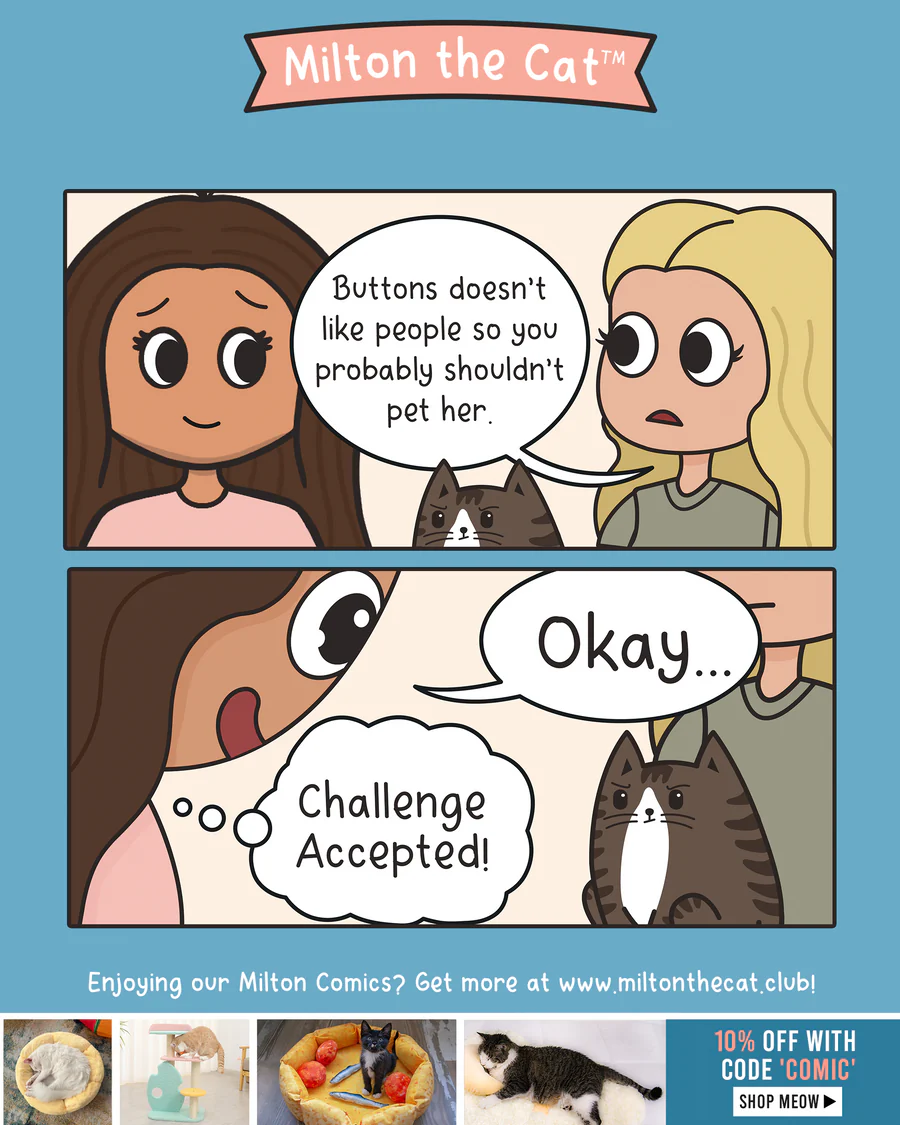 Milton the Cat™
Buttons doesn't
like people so you
probably shouldn't
pet her.
Okay...
Challenge
Accepted!
Enjoying our Milton Comics? Get more at www.miltonthecat.club!
10% OFF WITH
CODE 'COMIC'
SHOP MEOW ▶